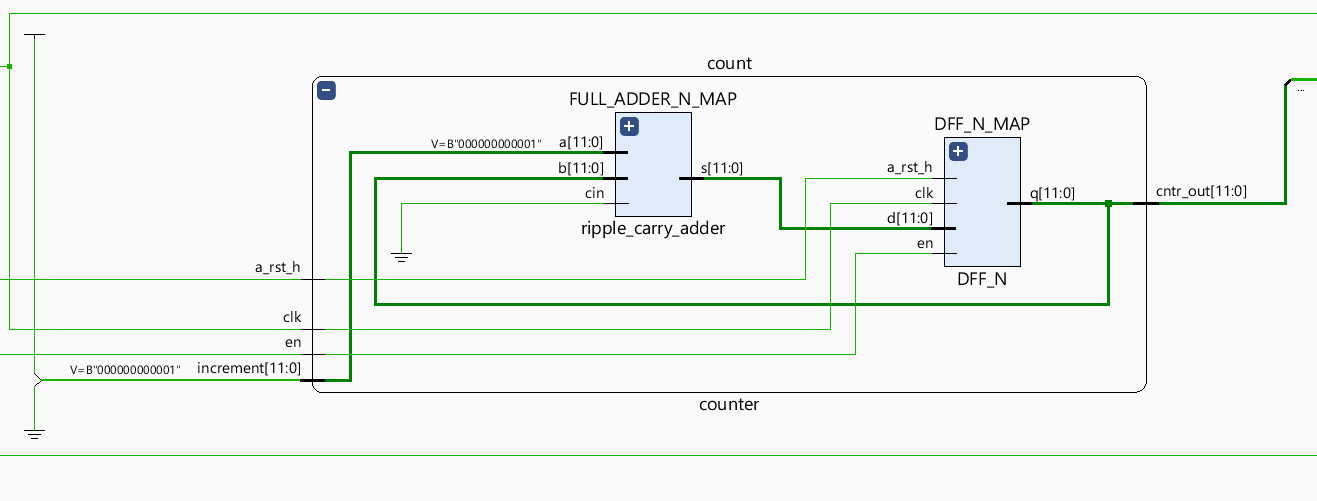 count
FULL_ADDER_N_MAP
DFF_N_MAP
V=B"000000000001" a[11:0]
b[11:0]
cin
s[11:0]
ripple_carry_adder
a_rst_h
clk
d[11:0]
en
q[11:0]
DFF_N
cntr_out[11:0]
...
a_rst_h
clk
en
V=B"000000000001" increment[11:0]
counter